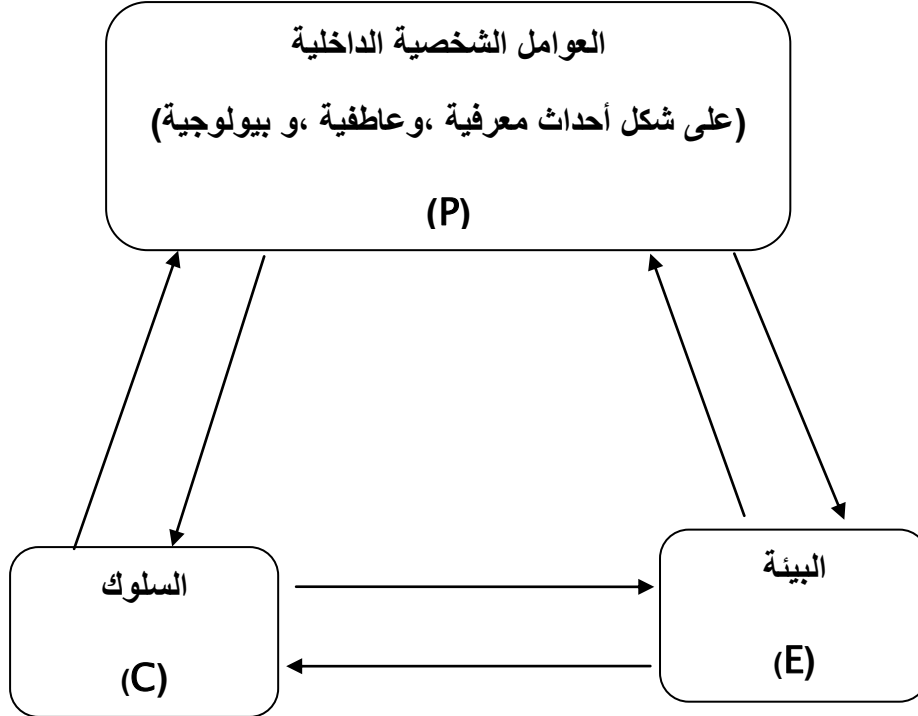 العوامل الشخصية الداخلية
(على شكل أحداث معرفية ،وعاطفية ،و بيولوجية)
(P)
البيئة
(E)
السلوك
(C)